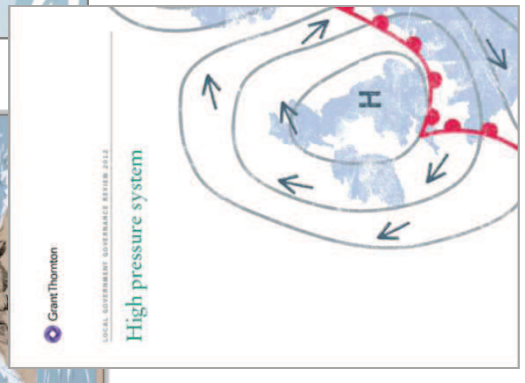 Grant Thornton
LOCAL GOVERNMENT GOVERNANCE REVIEW 2012
High pressure system
H